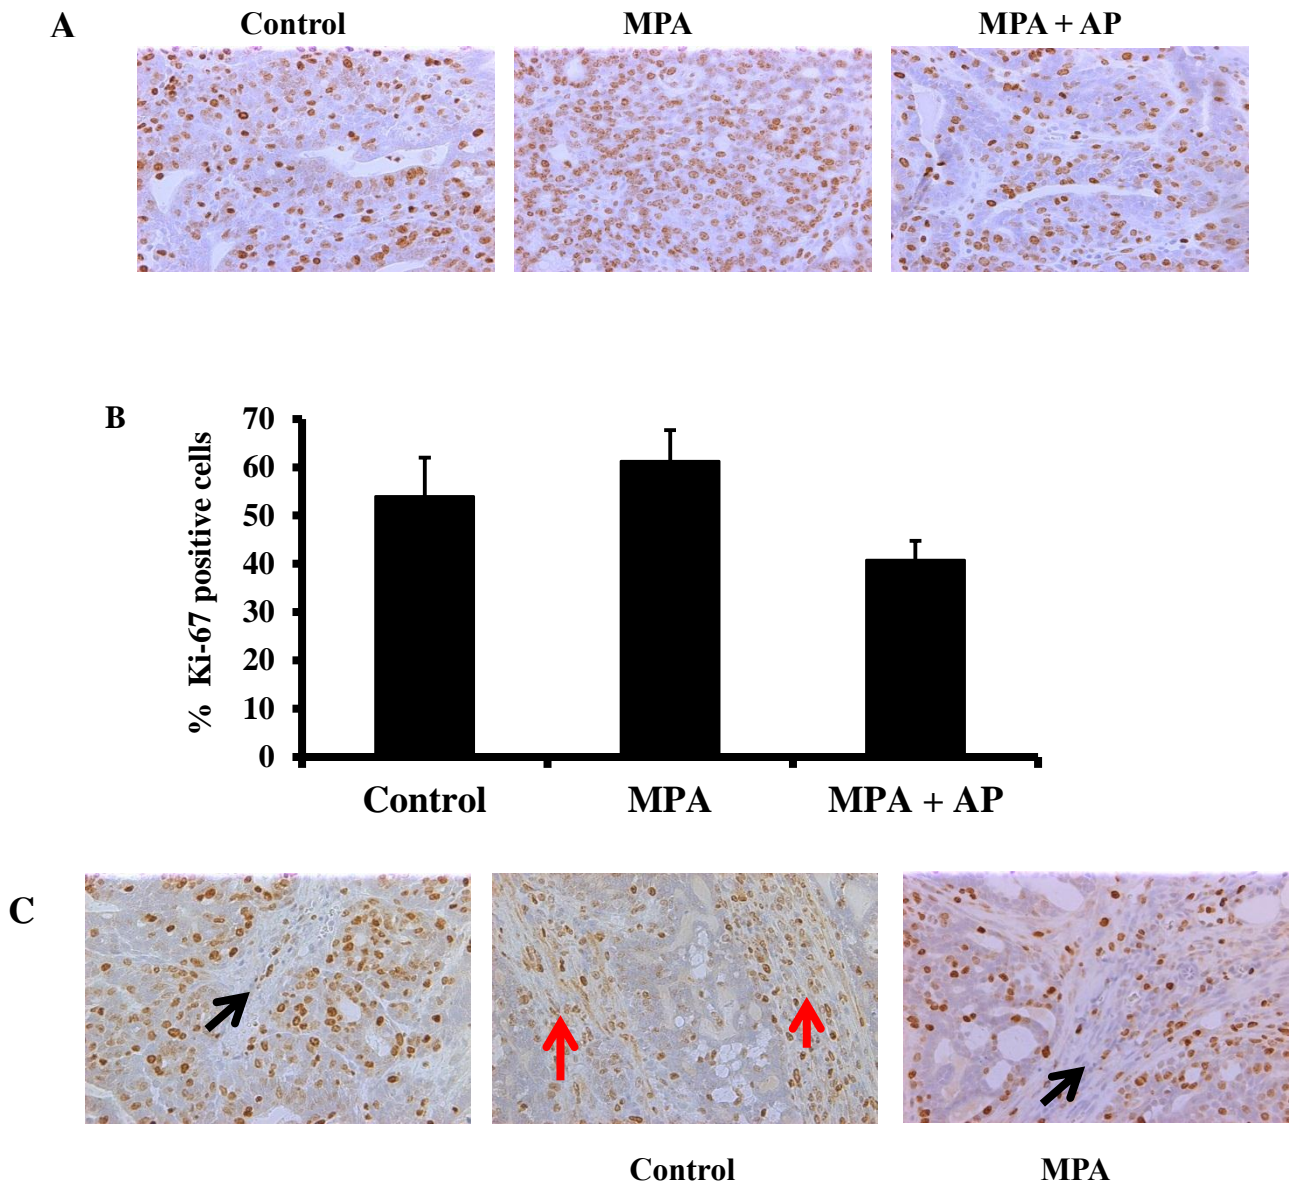 A
Control
MPA
MPA + AP
B
% Ki-67 positive cells
70
60
50
40
30
20
10
0
Control
MPA
MPA + AP
C
Control
MPA